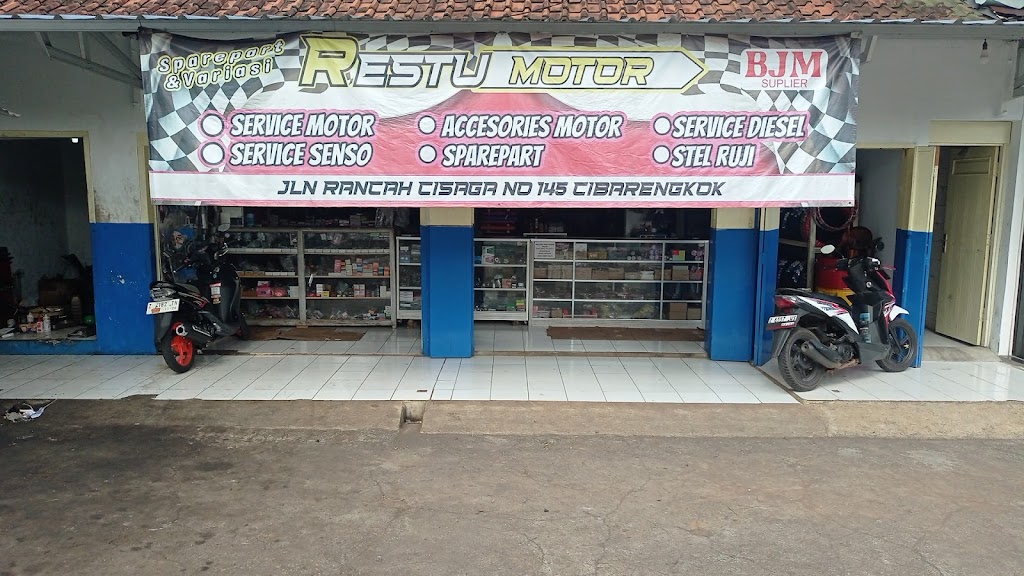 Sparepart
& Variasi
RESTU MOTOR
BJM
SUPLIER
SERVICE MOTOR
ACCESORIES MOTOR
SERVICE DIESEL
SERVICE SENSO
SPAREPART
STEL RUJI
JLN RANCAH CISAGA NO 145 CIBARENGKOK